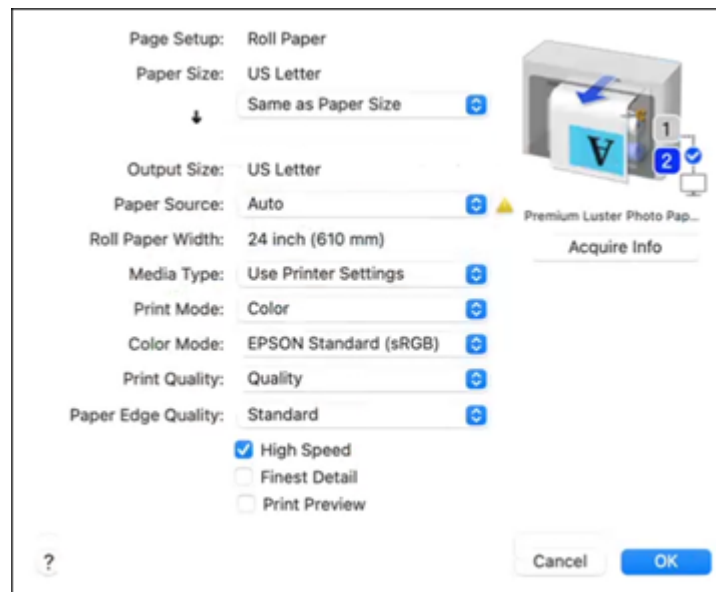 Page Setup: Roll Paper
Paper Size: US Letter
Same as Paper Size
Output Size: US Letter
Paper Source: Auto
Roll Paper Width: 24 inch (610 mm)
Media Type: Use Printer Settings
Print Mode: Color
Color Mode: EPSON Standard (sRGB)
Print Quality: Quality
Paper Edge Quality: Standard
High Speed
Finest Detail
Print Preview
A
1
2
Premium Luster Photo Pap...
Acquire Info
?
Cancel OK